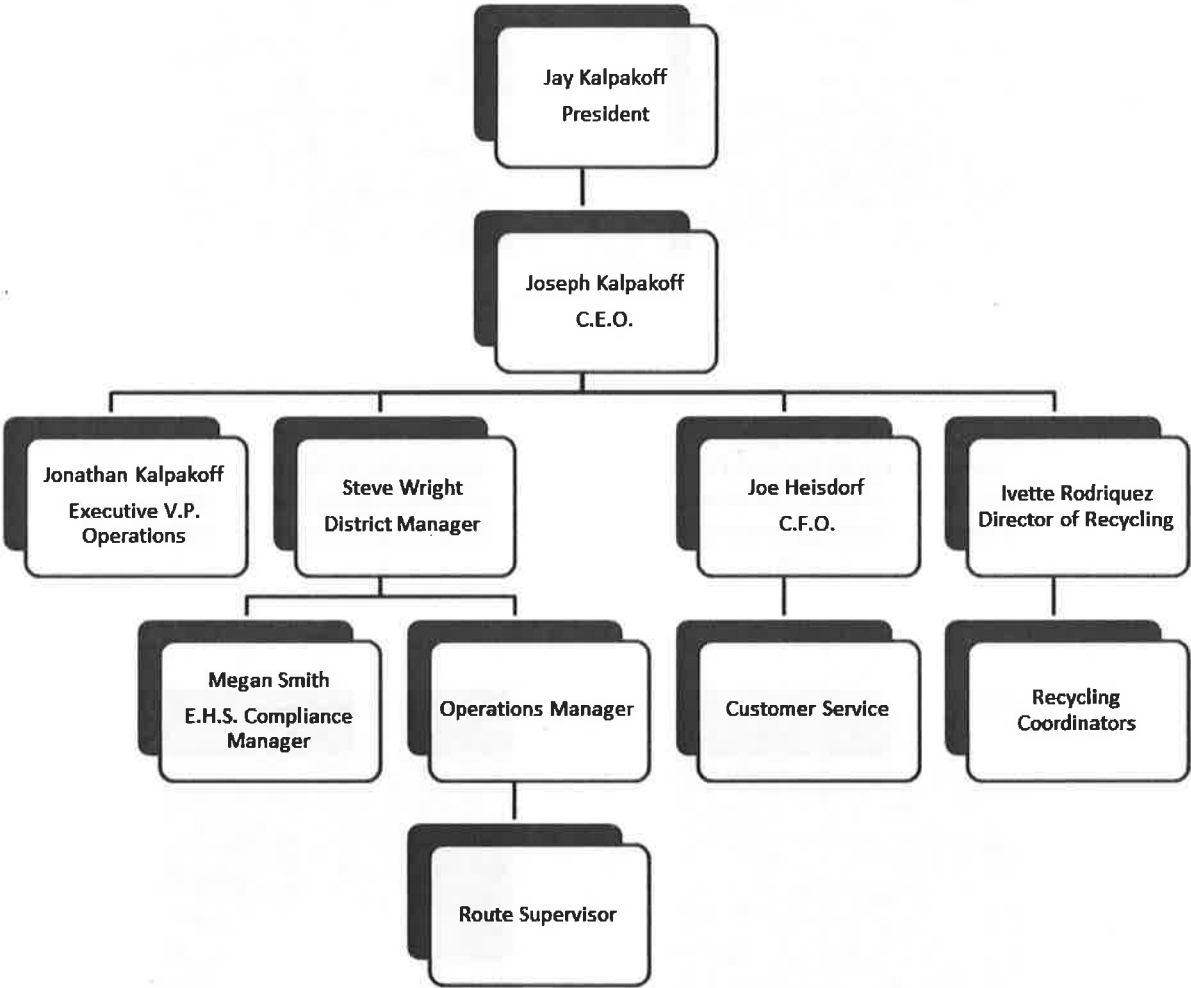 Jay Kalpakoff
President
Joseph Kalpakoff
C.E.O.
Jonathan Kalpakoff
Executive V.P.
Operations
Steve Wright
District Manager
Joe Heisdorf
C.F.O.
Ivette Rodriquez
Director of Recycling
Megan Smith
E.H.S. Compliance
Manager
Operations Manager
Customer Service
Recycling
Coordinators
Route Supervisor